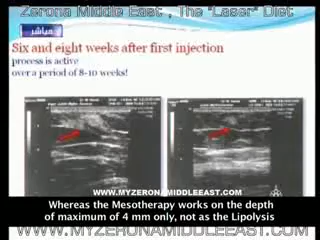 Zerona Middle East , The "Laser" Diet
مباشر
Six and eight weeks after first injection
process is active
over a period of 8-10 weeks!
WWW.MYZERONAMIDDLEEAST.COM
Whereas the Mesotherapy works on the depth
of maximum of 4 mm only, not as the Lipolysis
WWW.MYZERONAMIDDLEEAST.COM